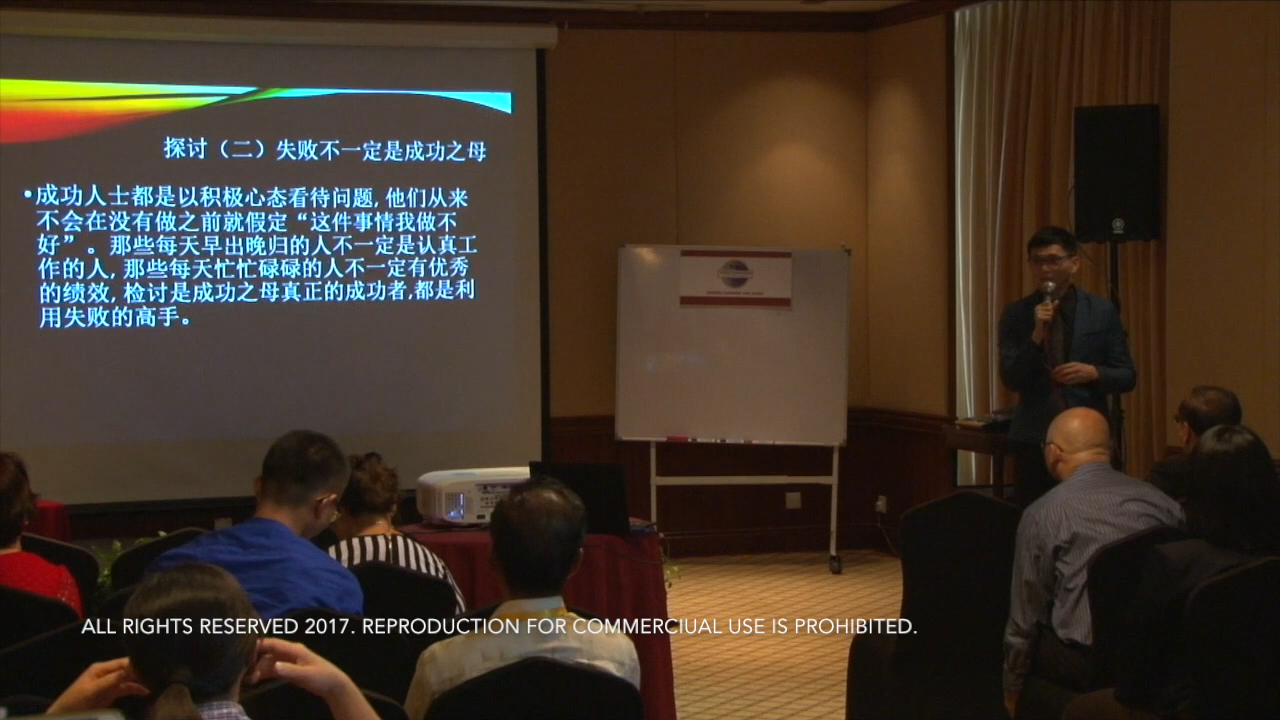 探讨（二）失败不一定是成功之母
•成功人士都是以积极心态看待问题, 他们从来
不会在没有做之前就假定“这件事情我做不
好”。那些每天早出晚归的人不一定是认真工
作的人, 那些每天忙忙碌碌的人不一定有优秀
的绩效, 检讨是成功之母真正的成功者,都是利
用失败的高手。
ALL RIGHTS RESERVED 2017. REPRODUCTION FOR COMMERCIUAL USE IS PROHIBITED.